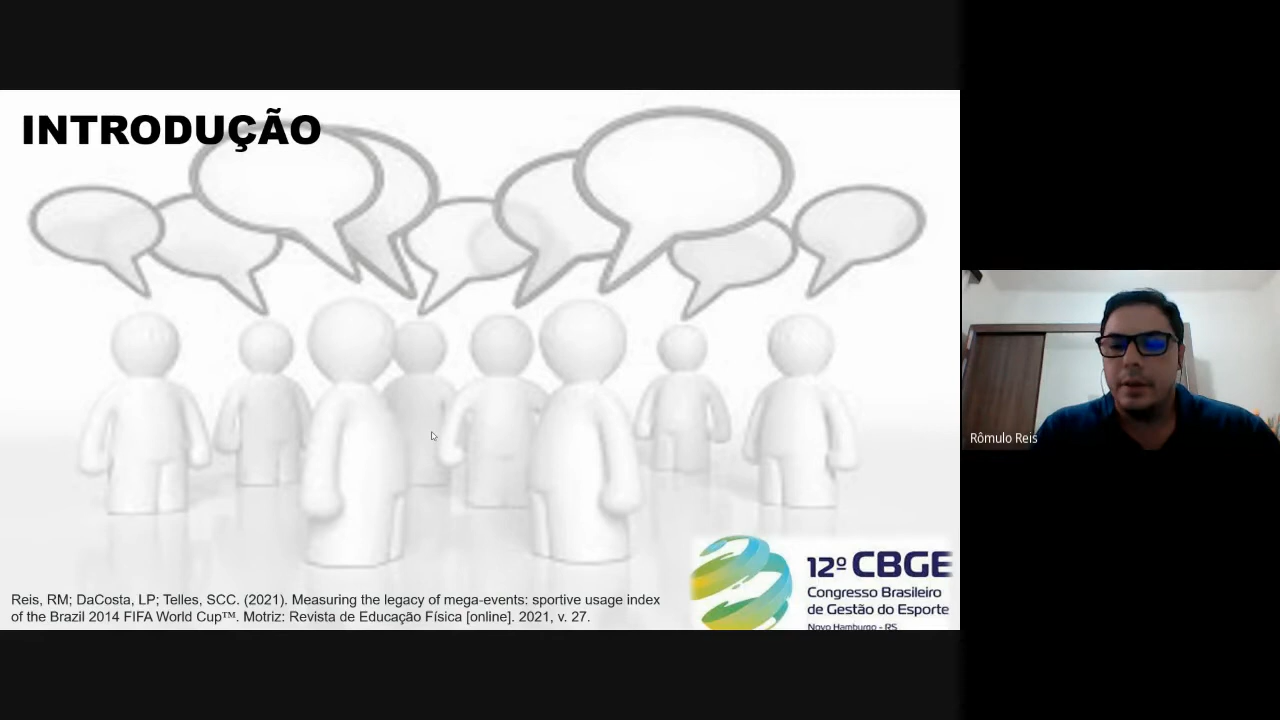 INTRODUÇÃO
Rômulo Reis
Reis, RM; DaCosta, LP; Telles, SCC. (2021). Measuring the legacy of mega-events: sportive usage index
of the Brazil 2014 FIFA World Cup™. Motriz: Revista de Educação Física [online]. 2021, v. 27.
12º CBGE
Congresso Brasileiro
de Gestão do Esporte
Novo Hamburgo - RS